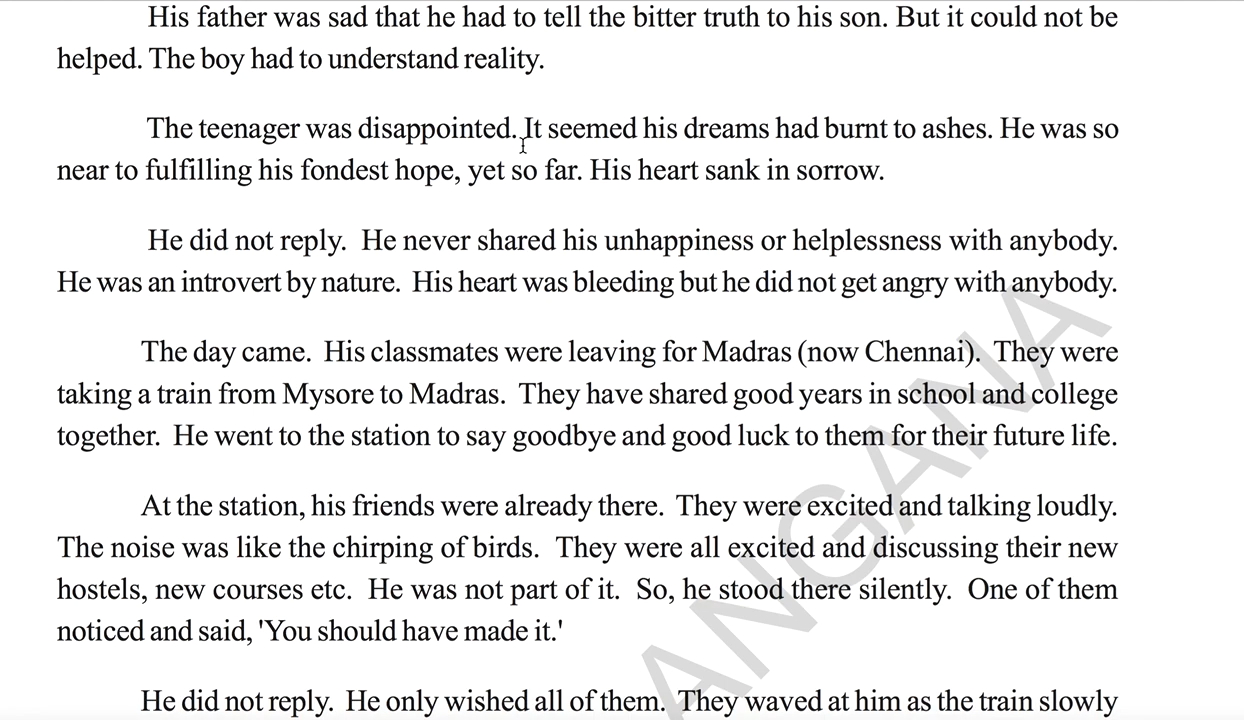 His father was sad that he had to tell the bitter truth to his son. But it could not be
helped. The boy had to understand reality.
The teenager was disappointed. It seemed his dreams had burnt to ashes. He was so
near to fulfilling his fondest hope, yet so far. His heart sank in sorrow.
He did not reply. He never shared his unhappiness or helplessness with anybody.
He was an introvert by nature. His heart was bleeding but he did not get angry with anybody.
The day came. His classmates were leaving for Madras (now Chennai). They were
taking a train from Mysore to Madras. They have shared good years in school and college
together. He went to the station to say goodbye and good luck to them for their future life.
At the station, his friends were already there. They were excited and talking loudly.
The noise was like the chirping of birds. They were all excited and discussing their new
hostels, new courses etc. He was not part of it. So, he stood there silently. One of them
noticed and said, 'You should have made it.'
He did not reply. He only wished all of them. They waved at him as the train slowly
ANGANA